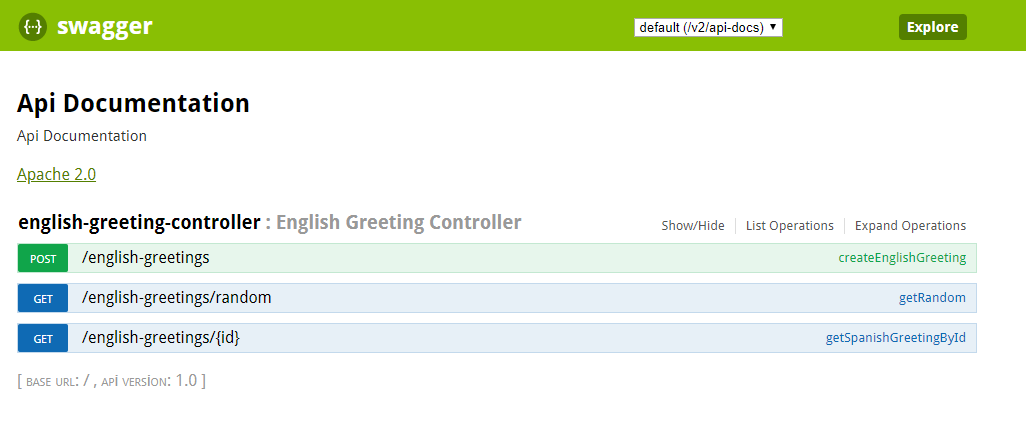 {···} swagger default (/v2/api-docs) ▼ Explore
Api Documentation
Api Documentation
Apache 2.0
english-greeting-controller : English Greeting Controller Show/Hide List Operations Expand Operations
POST /english-greetings createEnglishGreeting
GET /english-greetings/random getRandom
GET /english-greetings/{id} getSpanishGreetingById
[ BASE URL: / , API VERSION: 1.0 ]